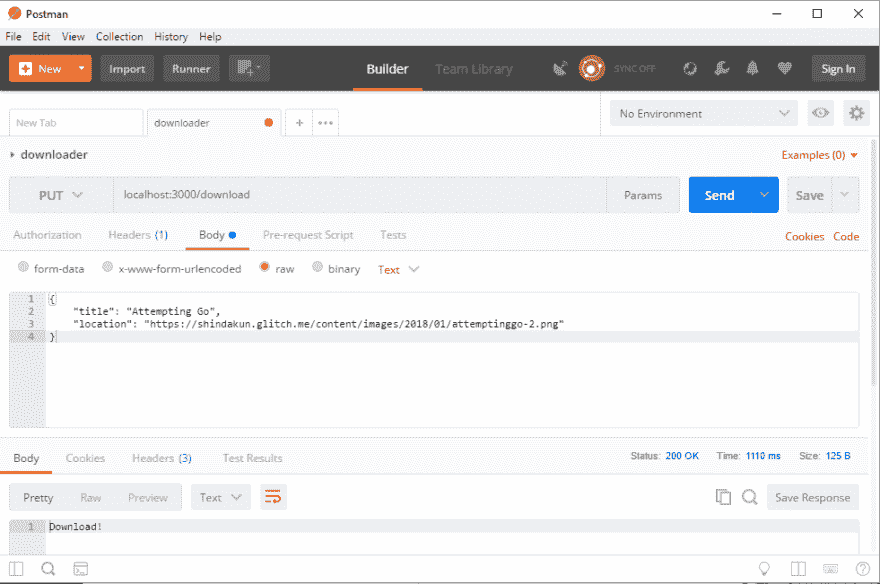 Postman
File Edit View Collection History Help
New Import Runner Builder Team Library SYNC OFF Sign In
New Tab downloader + ••• No Environment
downloader Examples (0)
PUT localhost:3000/download Params Send Save
Authorization Headers (1) Body Pre-request Script Tests Cookies Code
form-data x-www-form-urlencoded raw binary Text
1 {
2 "title": "Attempting Go",
3 "location": "https://shindakun.glitch.me/content/images/2018/01/attemptinggo-2.png"
4 }
Body Cookies Headers (3) Test Results Status: 200 OK Time: 1110 ms Size: 125 B
Pretty Raw Preview Text Save Response
1 Download!